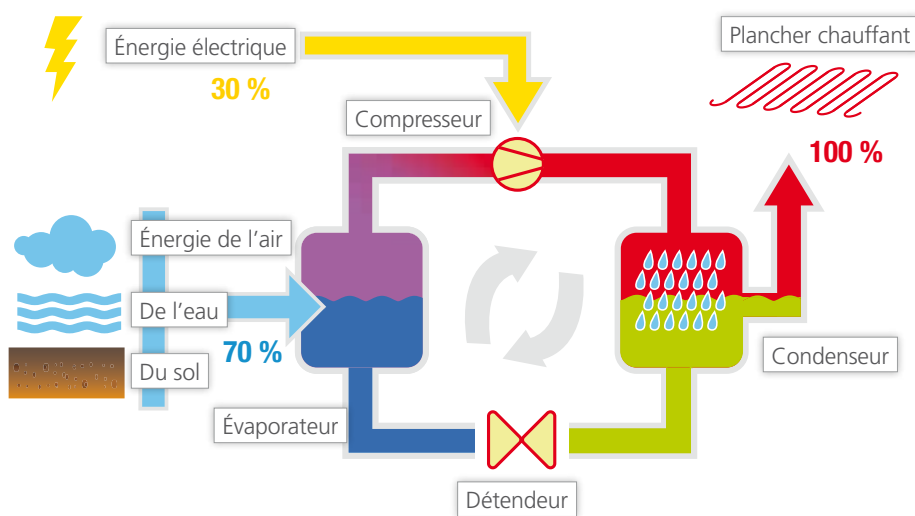 Énergie électrique
30 %
Plancher chauffant
100 %
Compresseur
Énergie de l’air
De l’eau
70 %
Du sol
Condenseur
Évaporateur
Détendeur